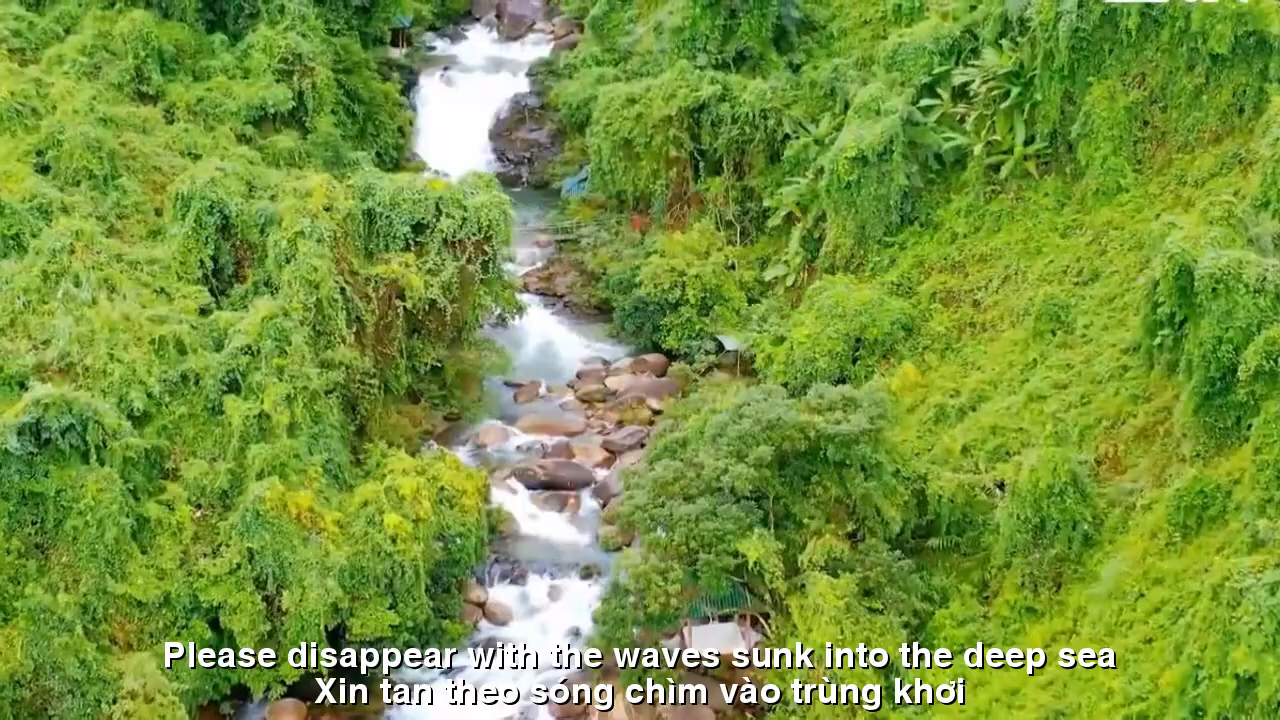 Please disappear with the waves sunk into the deep sea
Xin tan theo sóng chìm vào trùng khơi